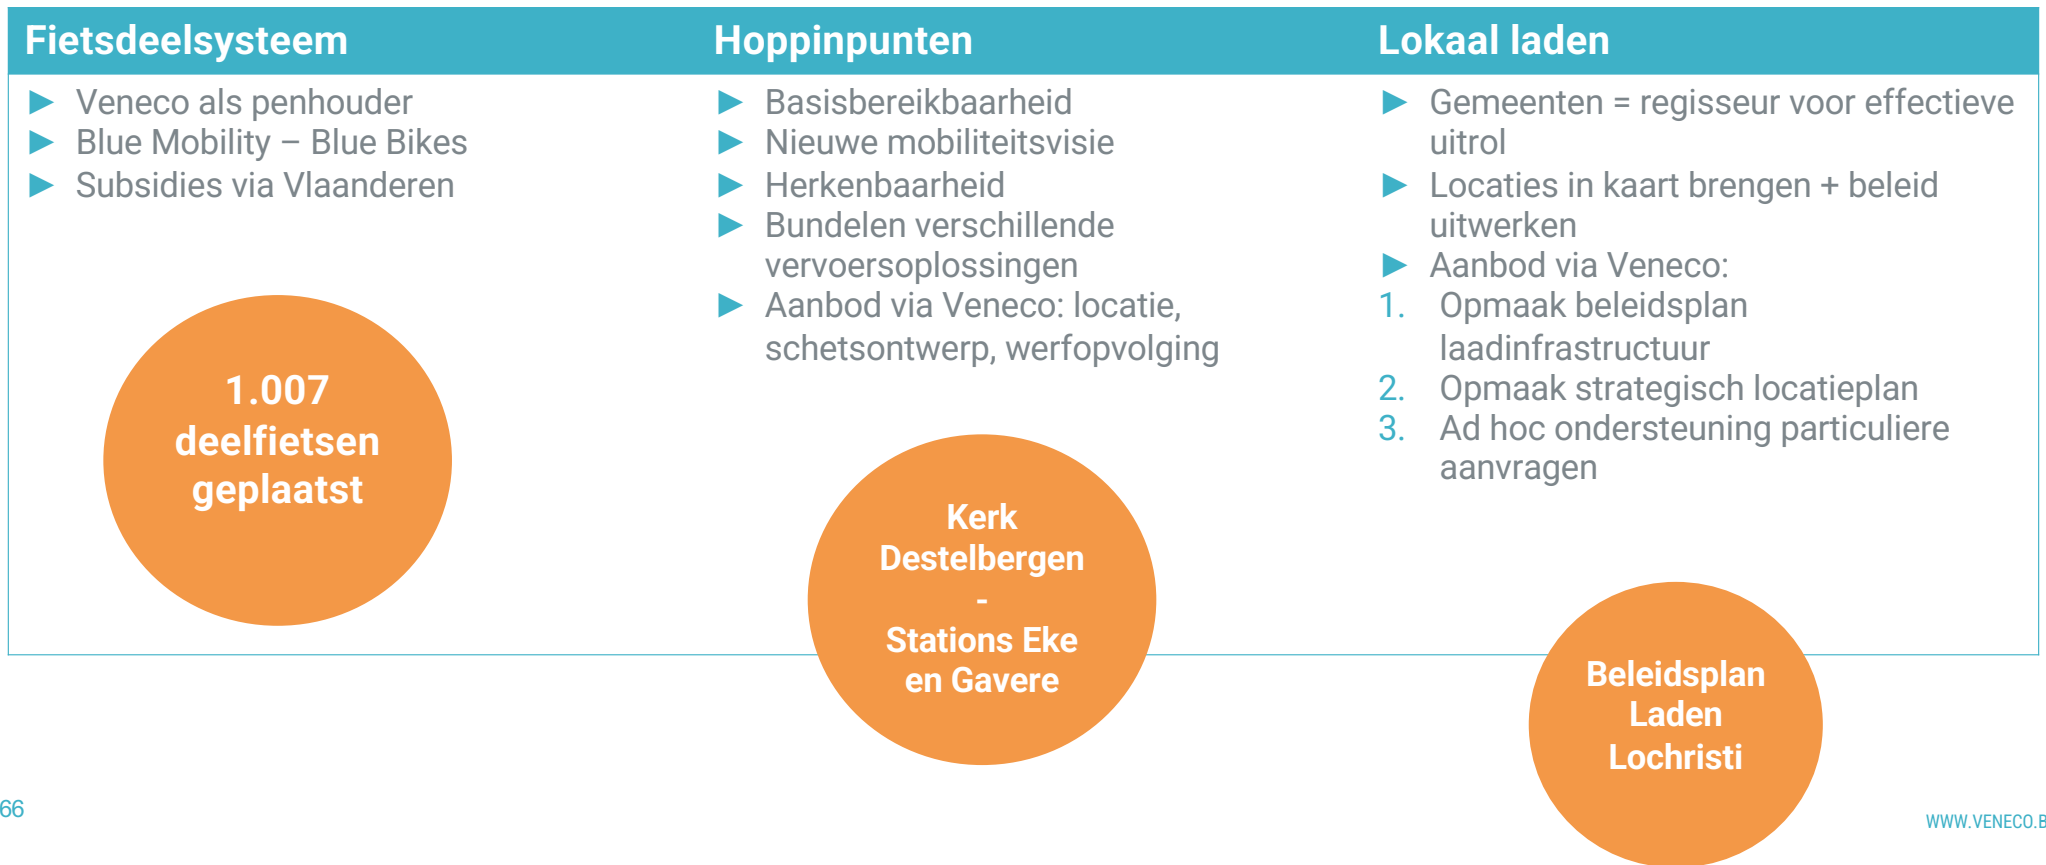 Fietsdeelsysteem
► Veneco als penhouder
► Blue Mobility – Blue Bikes
► Subsidies via Vlaanderen
1.007
deelfietsen
geplaatst
Hoppinpunten
► Basisbereikbaarheid
► Nieuwe mobiliteitsvisie
► Herkenbaarheid
► Bundelen verschillende
vervoersoplossingen
► Aanbod via Veneco: locatie,
schetsontwerp, werfopvolging
Kerk
Destelbergen
-
Stations Eke
en Gavere
Lokaal laden
► Gemeenten = regisseur voor effectieve
uitrol
► Locaties in kaart brengen + beleid
uitwerken
► Aanbod via Veneco:
1. Opmaak beleidsplan
laadinfrastructuur
2. Opmaak strategisch locatieplan
3. Ad hoc ondersteuning particuliere
aanvragen
Beleidsplan
Laden
Lochristi
66
WWW.VENECO.B